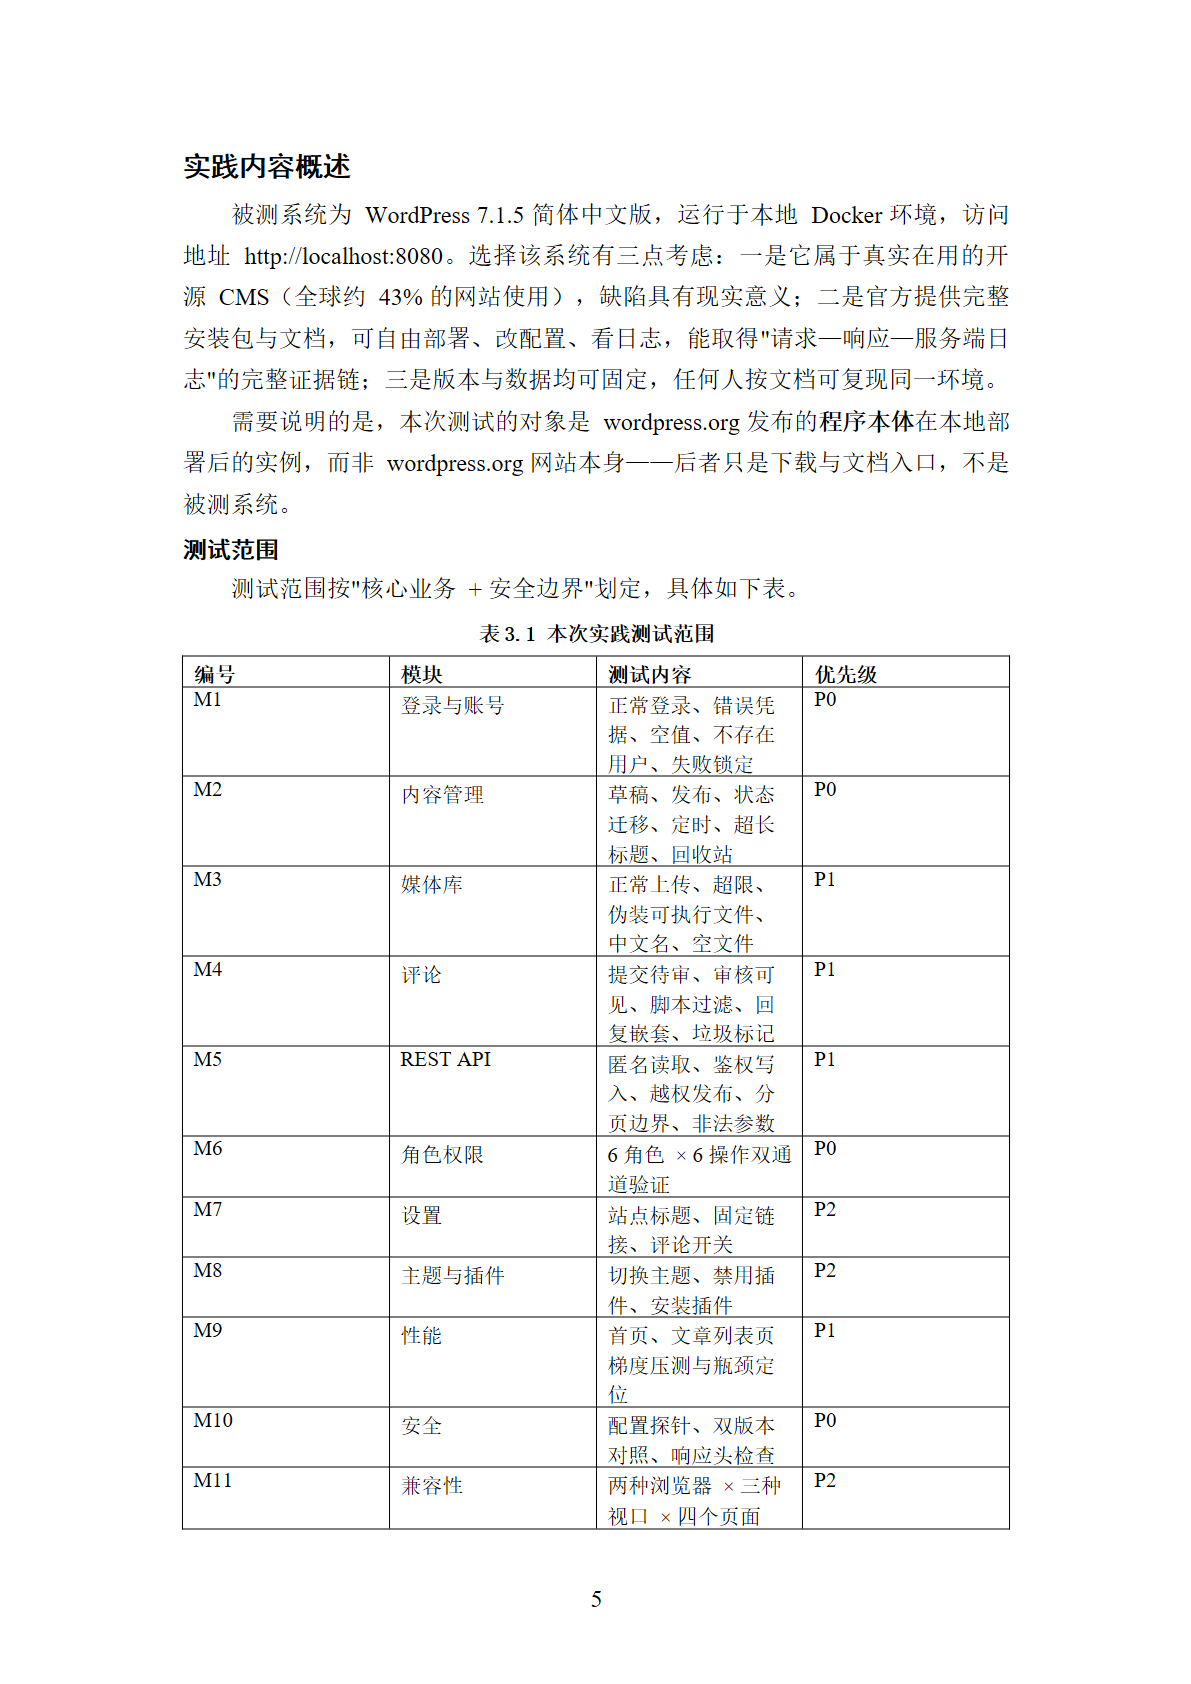 实践内容概述
被测系统为 WordPress 7.1.5 简体中文版，运行于本地 Docker 环境，访问
地址 http://localhost:8080。选择该系统有三点考虑：一是它属于真实在用的开
源 CMS（全球约 43% 的网站使用），缺陷具有现实意义；二是官方提供完整
安装包与文档，可自由部署、改配置、看日志，能取得"请求—响应—服务端日
志"的完整证据链；三是版本与数据均可固定，任何人按文档可复现同一环境。
需要说明的是，本次测试的对象是 wordpress.org 发布的程序本体在本地部
署后的实例，而非 wordpress.org 网站本身——后者只是下载与文档入口，不是
被测系统。
测试范围
测试范围按"核心业务 + 安全边界"划定，具体如下表。
表 3.1 本次实践测试范围
编号 模块 测试内容 优先级
M1 登录与账号 正常登录、错误凭 P0
据、空值、不存在
用户、失败锁定
M2 内容管理 草稿、发布、状态 P0
迁移、定时、超长
标题、回收站
M3 媒体库 正常上传、超限、 P1
伪装可执行文件、
中文名、空文件
M4 评论 提交待审、审核可 P1
见、脚本过滤、回
复嵌套、垃圾标记
M5 REST API 匿名读取、鉴权写 P1
入、越权发布、分
页边界、非法参数
M6 角色权限 6 角色 × 6 操作双通 P0
道验证
M7 设置 站点标题、固定链 P2
接、评论开关
M8 主题与插件 切换主题、禁用插 P2
件、安装插件
M9 性能 首页、文章列表页 P1
梯度压测与瓶颈定
位
M10 安全 配置探针、双版本 P0
对照、响应头检查
M11 兼容性 两种浏览器 × 三种 P2
视口 × 四个页面
5